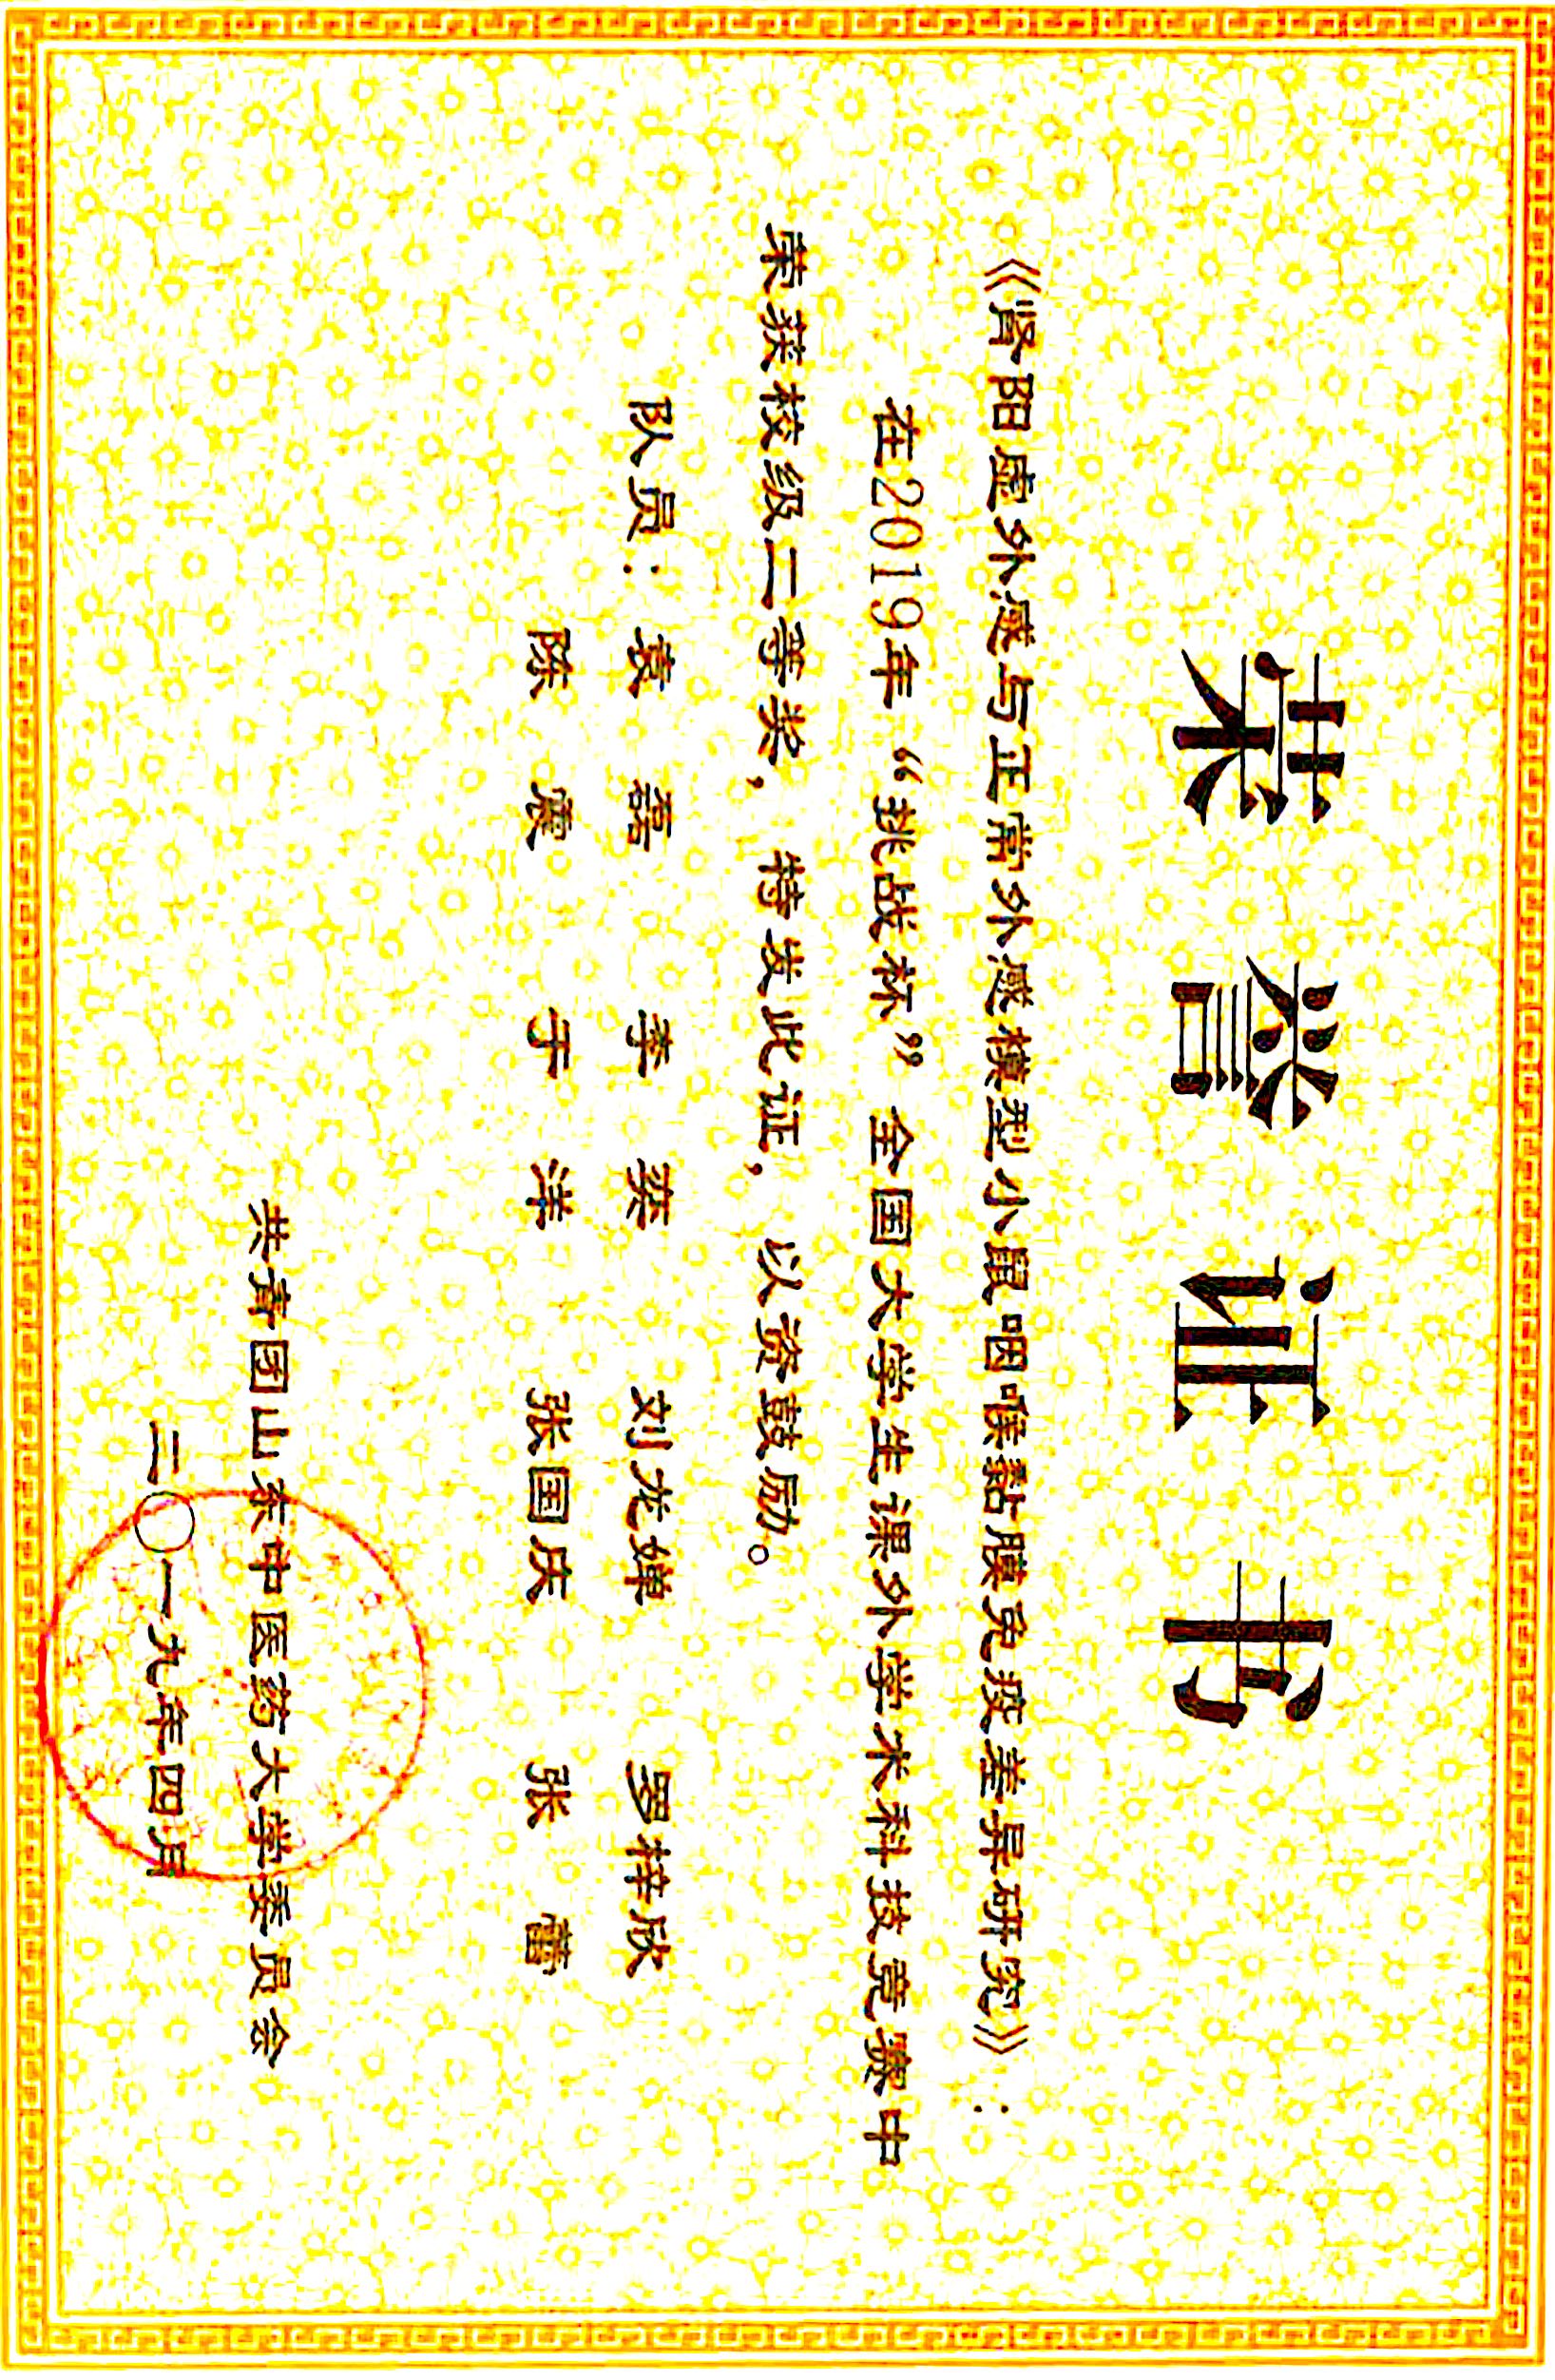 荣誉证书
《肾阳虚外感与正常外感模型小鼠咽喉黏膜免疫差异研究》:
在2019年“挑战杯”全国大学生课外学术科技竞赛中
荣获校级二等奖，特发此证，以资鼓励。
队员：袁磊 李奕 刘龙婵 罗梓欣
陈震 于洋 张国庆 张蕾
共青团山东中医药大学委员会
二〇一九年四月